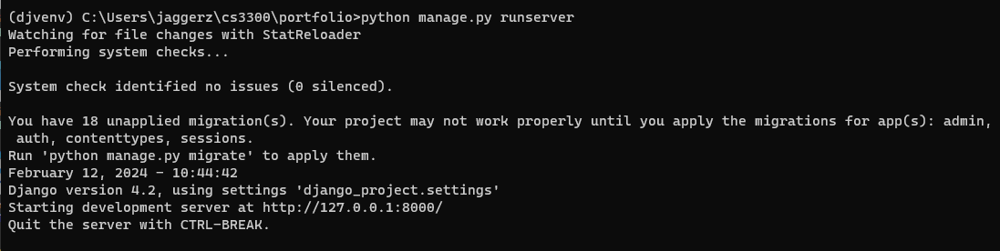 (djvenv) C:\Users\jaggerz\cs3300\portfolio>python manage.py runserver
Watching for file changes with StatReloader
Performing system checks...
System check identified no issues (0 silenced).
You have 18 unapplied migration(s). Your project may not work properly until you apply the migrations for app(s): admin,
 auth, contenttypes, sessions.
Run 'python manage.py migrate' to apply them.
February 12, 2024 - 10:44:42
Django version 4.2, using settings 'django_project.settings'
Starting development server at http://127.0.0.1:8000/
Quit the server with CTRL-BREAK.